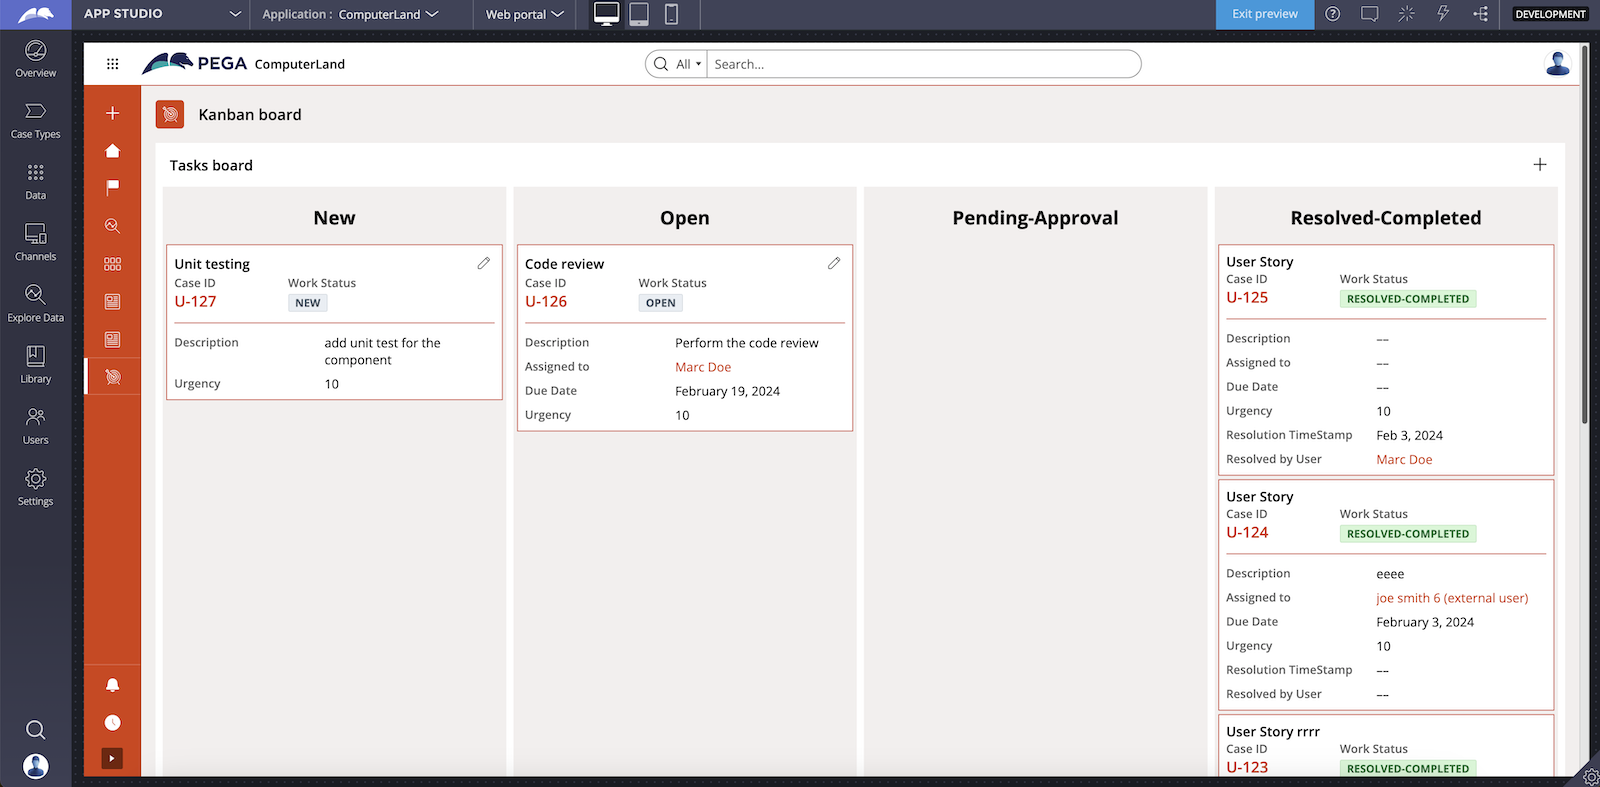 APP STUDIO
Application : ComputerLand
Web portal
Exit preview
DEVELOPMENT
Overview
Case Types
Data
Channels
Explore Data
Library
Users
Settings
PEGA ComputerLand
All
Search...
Kanban board
Tasks board
New
Unit testing
Case ID Work Status
U-127 NEW
Description add unit test for the
component
Urgency 10
Open
Code review
Case ID Work Status
U-126 OPEN
Description Perform the code review
Assigned to Marc Doe
Due Date February 19, 2024
Urgency 10
Pending-Approval
Resolved-Completed
User Story
Case ID Work Status
U-125 RESOLVED-COMPLETED
Description --
Assigned to --
Due Date --
Urgency 10
Resolution TimeStamp Feb 3, 2024
Resolved by User Marc Doe
User Story
Case ID Work Status
U-124 RESOLVED-COMPLETED
Description eeee
Assigned to joe smith 6 (external user)
Due Date February 3, 2024
Urgency 10
Resolution TimeStamp --
Resolved by User --
User Story rrrr
Case ID Work Status
U-123 RESOLVED-COMPLETED